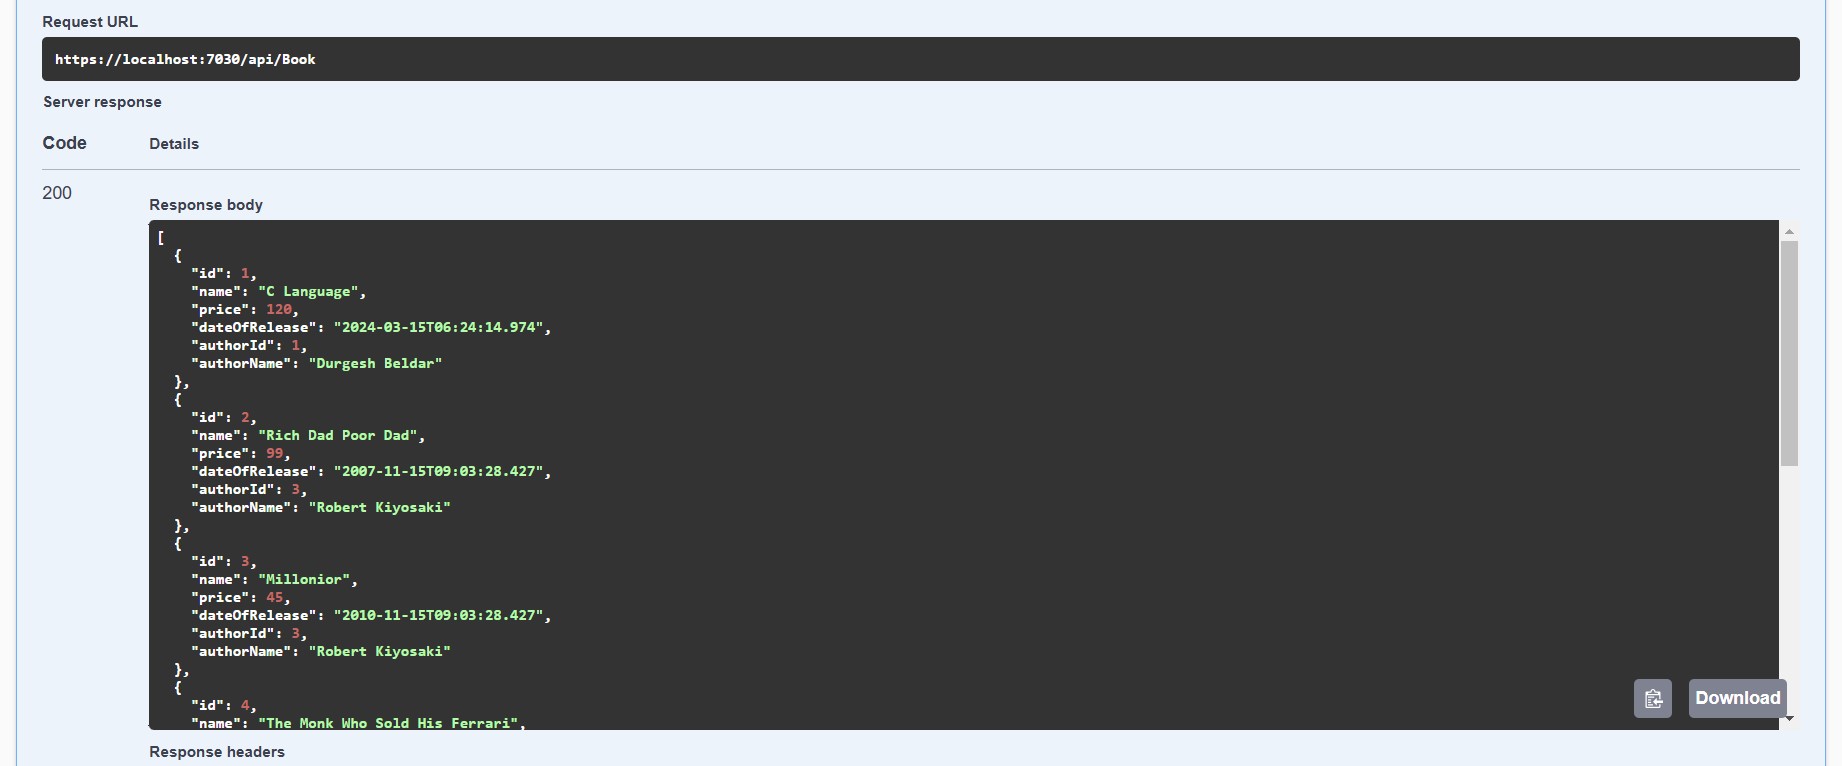 Request URL
https://localhost:7030/api/Book
Server response
Code Details
200
Response body
[
  {
    "id": 1,
    "name": "C Language",
    "price": 120,
    "dateOfRelease": "2024-03-15T06:24:14.974",
    "authorId": 1,
    "authorName": "Durgesh Beldar"
  },
  {
    "id": 2,
    "name": "Rich Dad Poor Dad",
    "price": 99,
    "dateOfRelease": "2007-11-15T09:03:28.427",
    "authorId": 3,
    "authorName": "Robert Kiyosaki"
  },
  {
    "id": 3,
    "name": "Millonior",
    "price": 45,
    "dateOfRelease": "2010-11-15T09:03:28.427",
    "authorId": 3,
    "authorName": "Robert Kiyosaki"
  },
  {
    "id": 4,
    "name": "The Monk Who Sold His Ferrari",
Download
Response headers